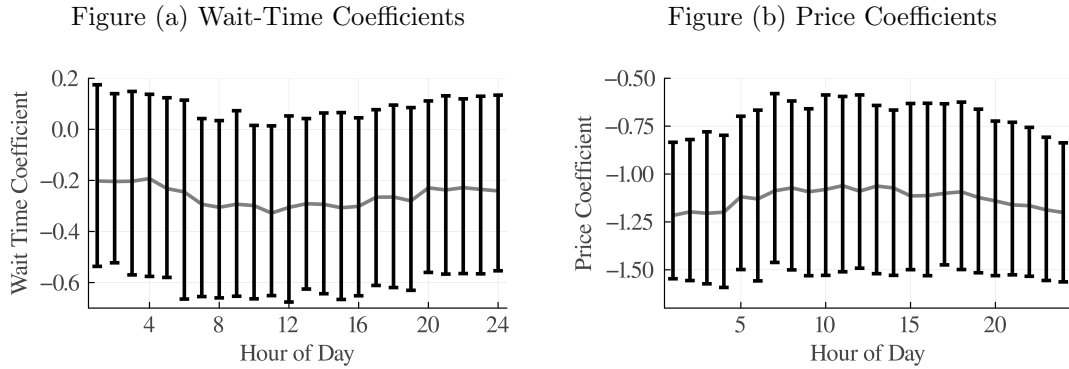 Figure (a) Wait-Time Coefficients
0.2
0.0
−0.2
−0.4
−0.6
Wait Time Coefficient
4 8 12 16 20 24
Hour of Day
Figure (b) Price Coefficients
−0.50
−0.75
−1.00
−1.25
−1.50
Price Coefficient
5 10 15 20
Hour of Day